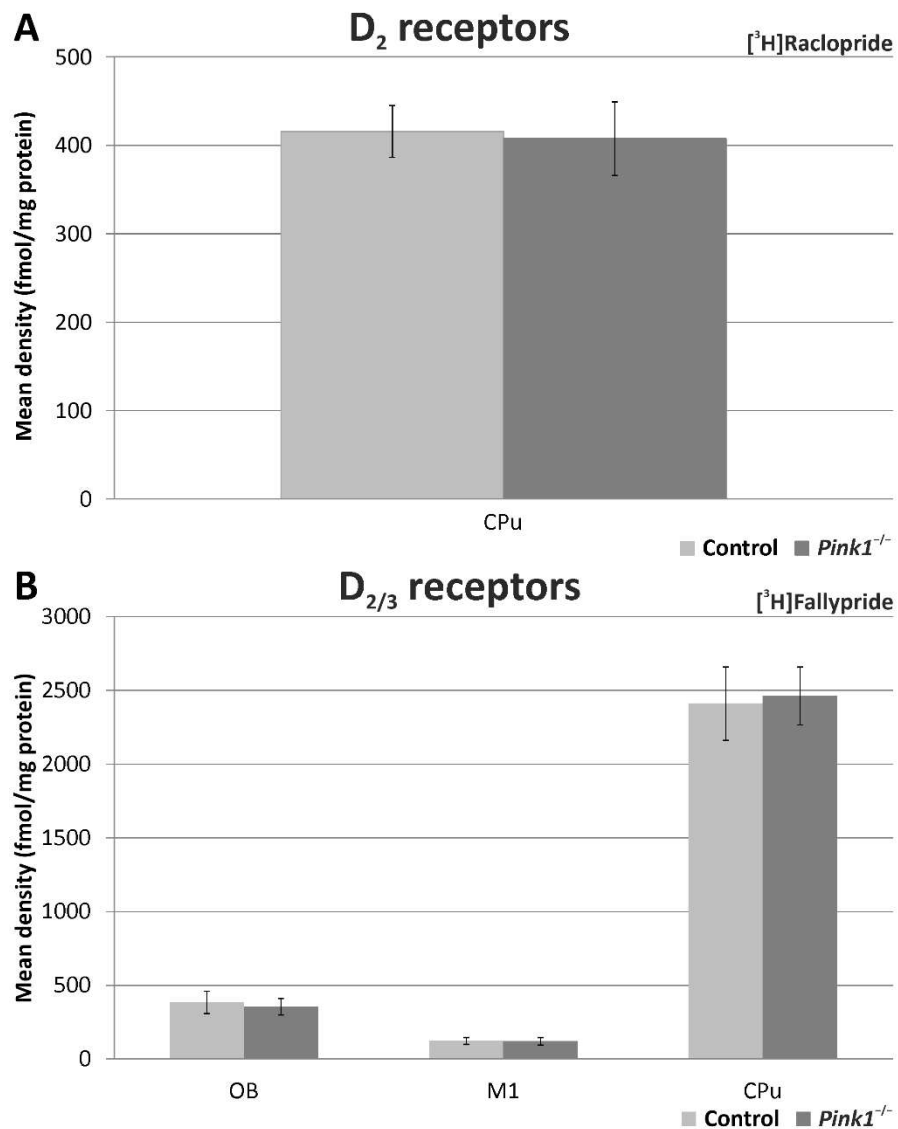 A
D₂ receptors
[³H]Raclopride
Mean density (fmol/mg protein)
500
400
300
200
100
0
CPu
Control Pink1⁻/⁻
B
D₂/₃ receptors
[³H]Fallypride
Mean density (fmol/mg protein)
3000
2500
2000
1500
1000
500
0
OB M1 CPu
Control Pink1⁻/⁻